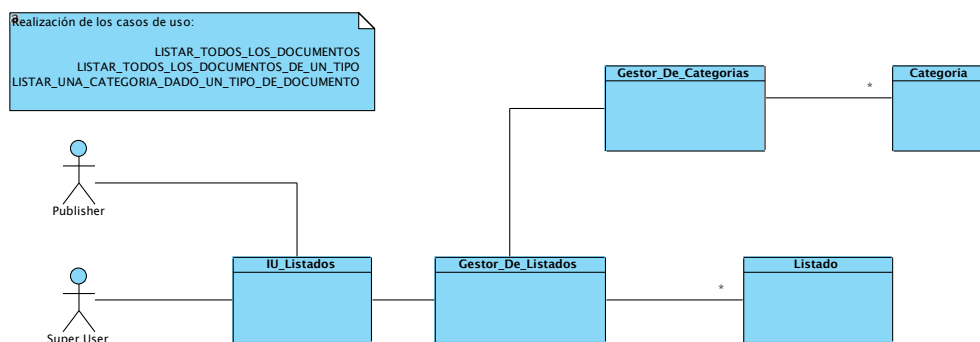 Realización de los casos de uso:
LISTAR_TODOS_LOS_DOCUMENTOS
LISTAR_TODOS_LOS_DOCUMENTOS_DE_UN_TIPO
LISTAR_UNA_CATEGORIA_DADO_UN_TIPO_DE_DOCUMENTO
Gestor_De_Categorias
*
Categoria
Publisher
IU_Listados
Gestor_De_Listados
*
Listado
Super User